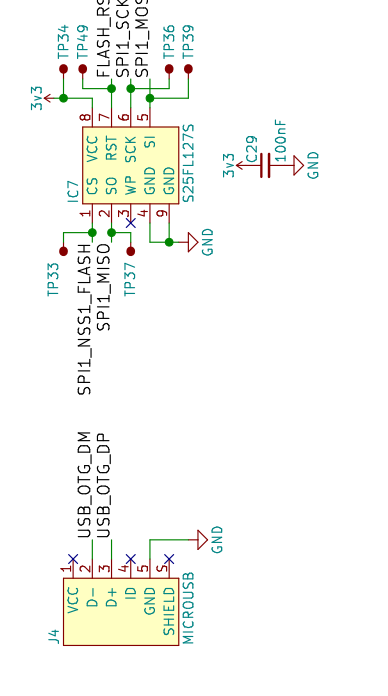 TP34
TP49
FLASH_RS
SPI1_SCK
SPI1_MOS
TP36
TP39
3v3
8
7
6
5
VCC
RST
SCK
SI
IC7
S25FL127S
CS
SO
WP
GND
GND
1
2
3
4
9
GND
TP33
SPI1_NSS1_FLASH
SPI1_MISO
TP37
3v3
C29
100nF
GND
USB_OTG_DM
USB_OTG_DP
GND
1
2
3
4
5
S
VCC
D-
D+
ID
GND
SHIELD
J4
MICROUSB